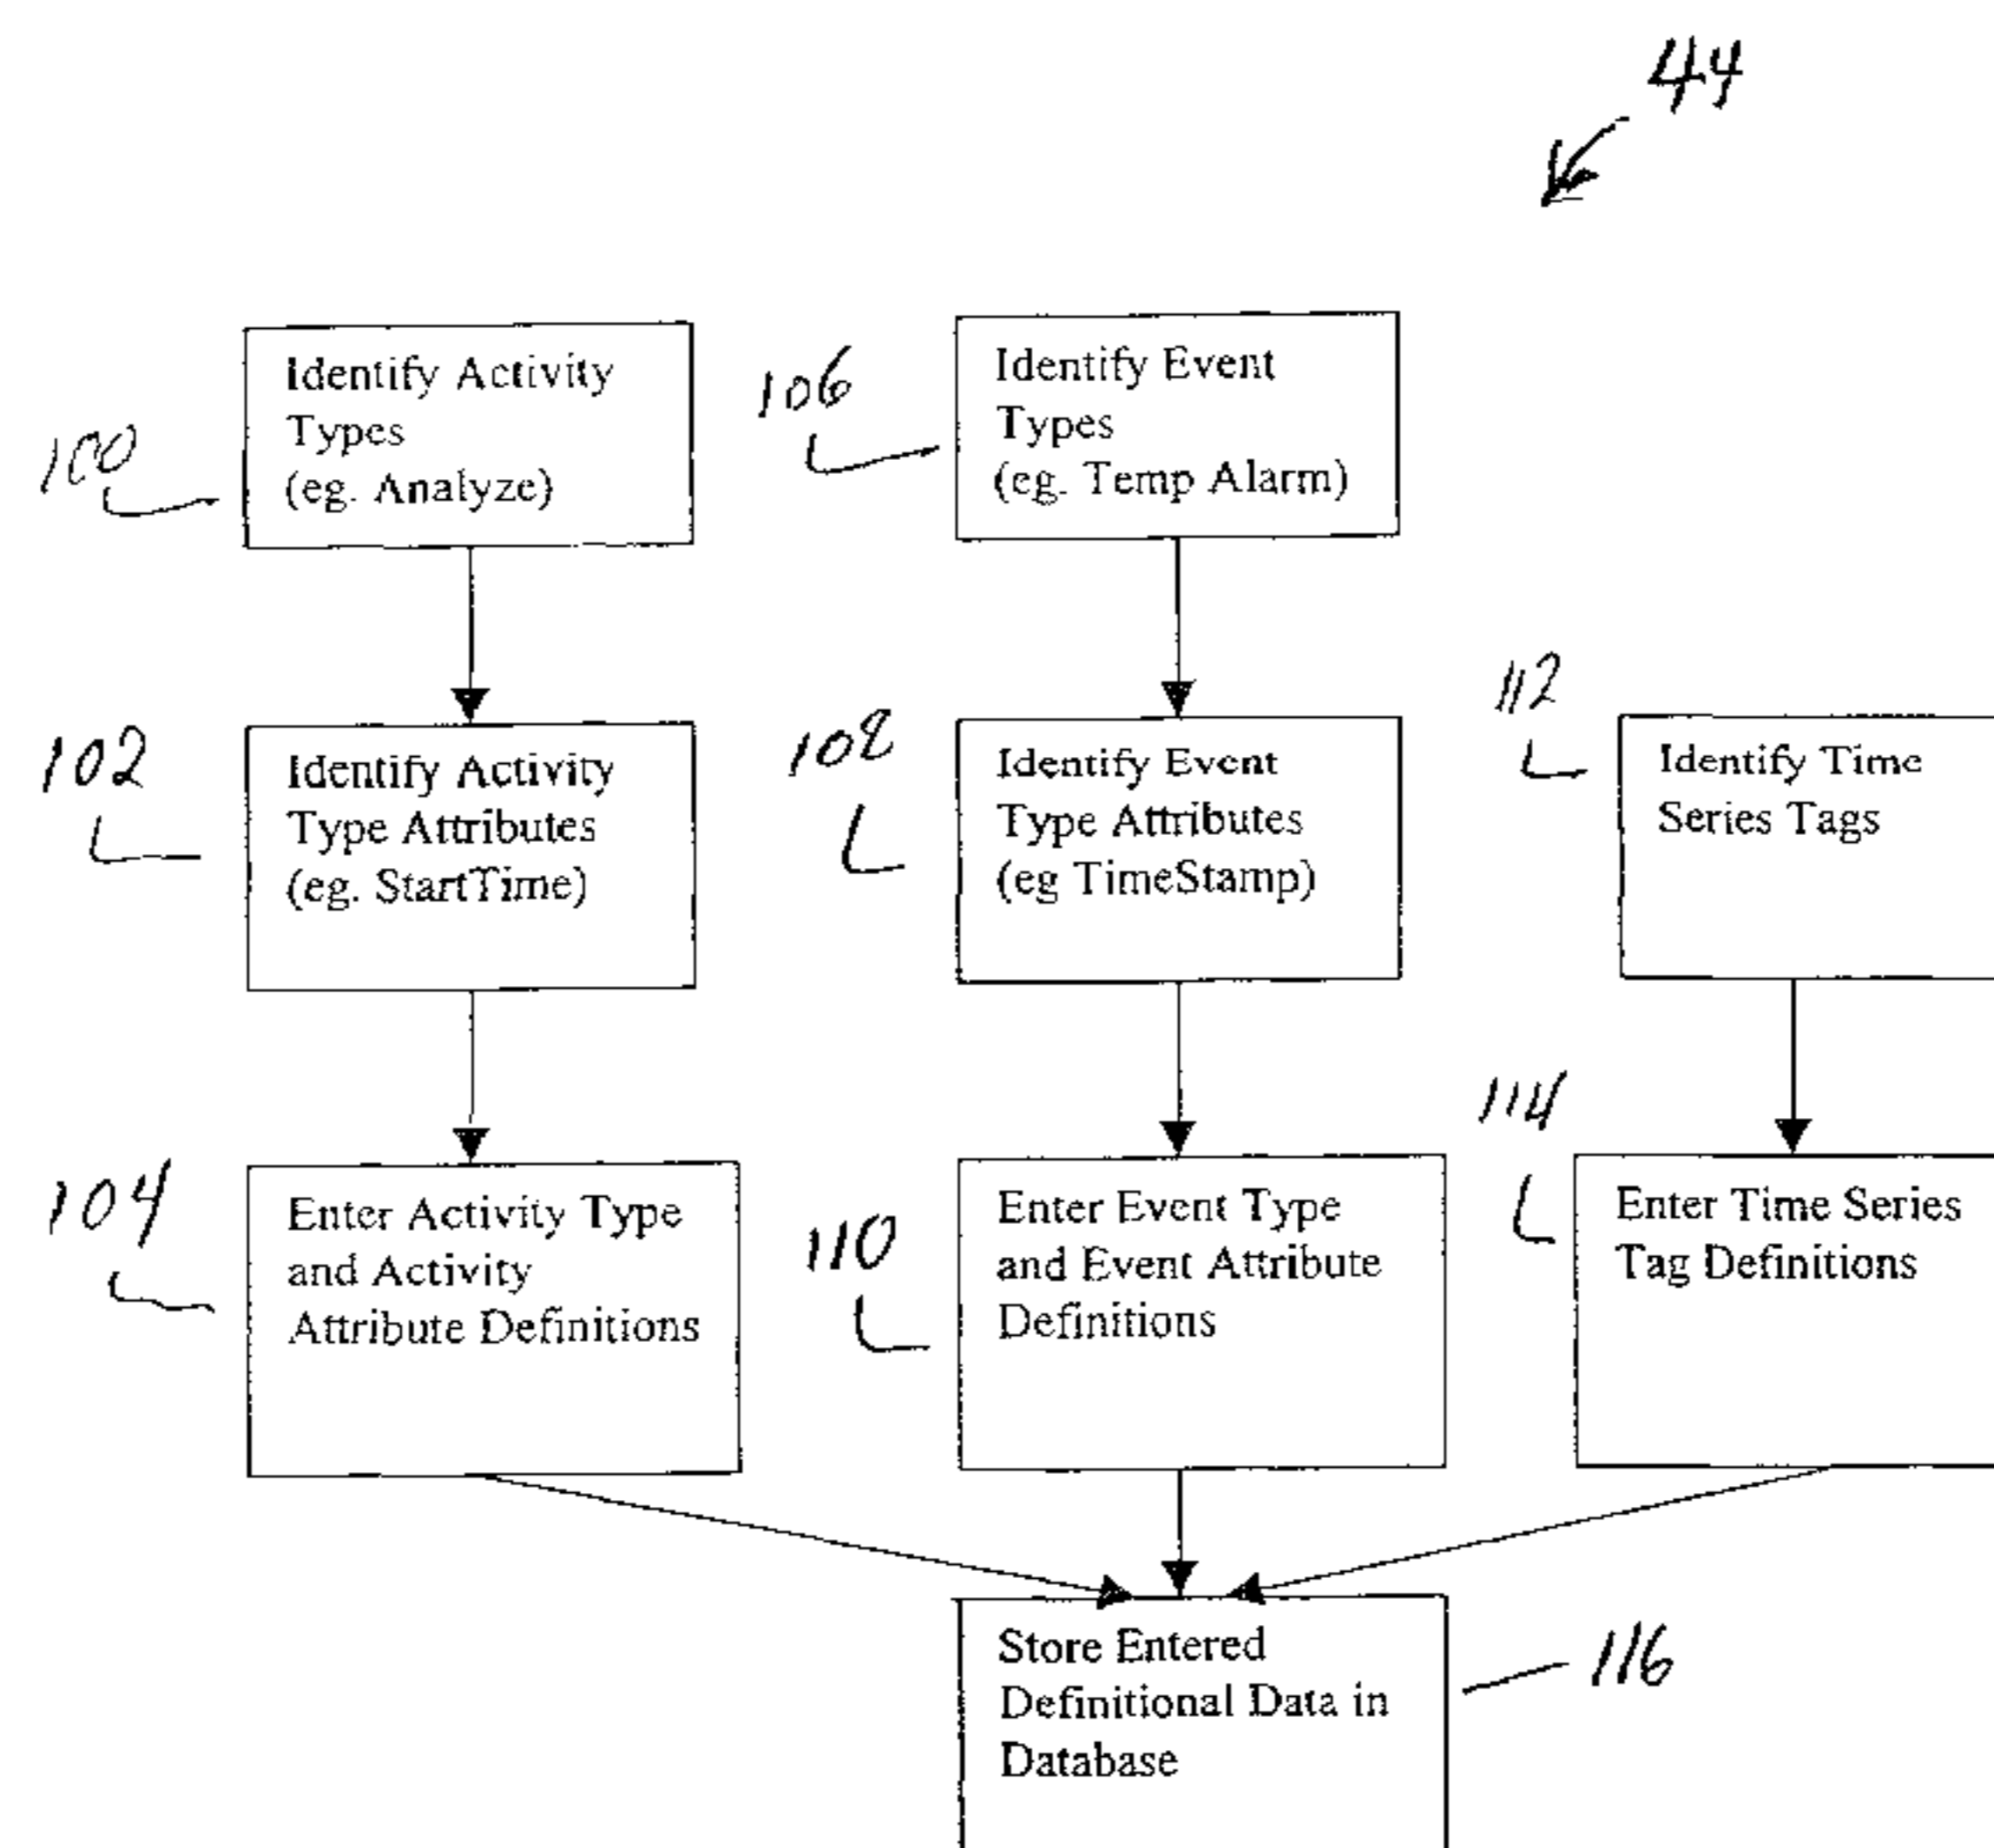 44
100
Identify Activity
Types
(eg. Analyze)
106
Identify Event
Types
(eg. Temp Alarm)
102
Identify Activity
Type Attributes
(eg. StartTime)
108
Identify Event
Type Attributes
(eg TimeStamp)
112
Identify Time
Series Tags
104
Enter Activity Type
and Activity
Attribute Definitions
110
Enter Event Type
and Event Attribute
Definitions
114
Enter Time Series
Tag Definitions
Store Entered
Definitional Data in
Database
116